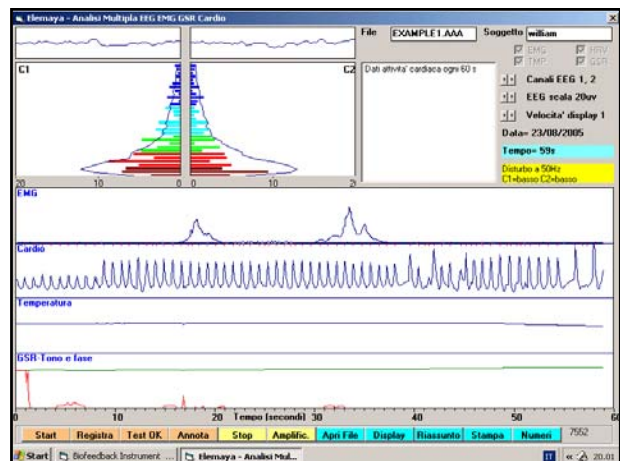 Elemaya - Analisi Multipla EEG EMG GSR Cardio
File EXAMPLE1.AAA Soggetto william
EMG HRV
TMP GSR
C1 C2
Dati attivita' cardiaca ogni 60 s
Canali EEG 1, 2
EEG scala 20uv
Velocita' display 1
Data= 23/08/2005
Tempo= 59s
Disturbo a 50Hz
C1=basso C2=basso
20 10 0 0 10 2
EMG
Cardio
Temperatura
GSR-Tono e fase
0 10 20 Tempo [secondi] 30 40 50 60
Start Registra Test OK Annota Stop Amplific. Apri File Display Riassunto Stampa Numeri 7552
Start Biofeedback Instrument ... Elemaya - Analisi Mul... IT « 20.01